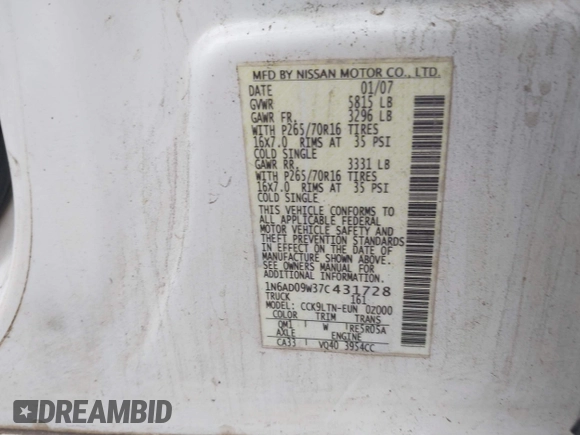 MFD BY NISSAN MOTOR CO., LTD.
DATE 01/07
GVWR 5815 LB
GAWR FR. 3296 LB
WITH P265/70R16 TIRES
16X7.0 RIMS AT 35 PSI
COLD SINGLE
GAWR RR. 3331 LB
WITH P265/70R16 TIRES
16X7.0 RIMS AT 35 PSI
COLD SINGLE
THIS VEHICLE CONFORMS TO
ALL APPLICABLE FEDERAL
MOTOR VEHICLE SAFETY AND
THEFT PREVENTION STANDARDS
IN EFFECT ON THE DATE OF
MANUFACTURE SHOWN ABOVE.
SEE OWNERS MANUAL FOR
ADDITIONAL INFORMATION.
1N6AD09W37C431728
TRUCK 161
MODEL: CCK9LTN-EUN 02000
COLOR TRIM TRANS
QM1 W RE5R05A
AXLE ENGINE
CA33 VQ40 3954CC
DREAMBID
DREAMBID